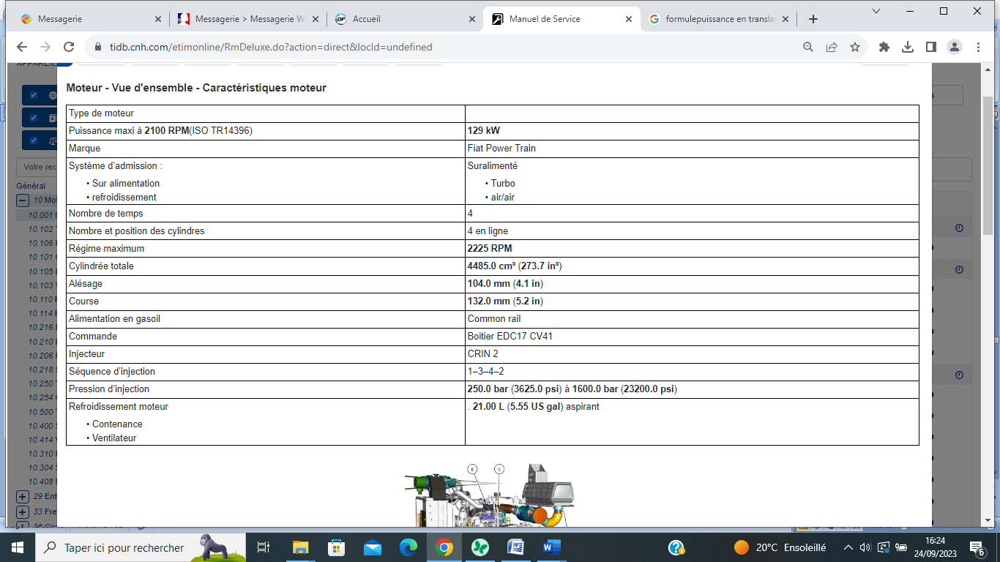 Messagerie
Messagerie > Messagerie W
Accueil
Manuel de Service
formulepuissance en transla
tidb.cnh.com/etimonline/RmDeluxe.do?action=direct&locId=undefined
APPAREIL
Moteur - Vue d'ensemble - Caractéristiques moteur
Type de moteur
Puissance maxi à 2100 RPM(ISO TR14396) 129 kW
Marque Fiat Power Train
Système d'admission : Suralimenté
• Sur alimentation • Turbo
• refroidissement • air/air
Nombre de temps 4
Nombre et position des cylindres 4 en ligne
Régime maximum 2225 RPM
Cylindrée totale 4485.0 cm³ (273.7 in³)
Alésage 104.0 mm (4.1 in)
Course 132.0 mm (5.2 in)
Alimentation en gasoil Common rail
Commande Boitier EDC17 CV41
Injecteur CRIN 2
Séquence d'injection 1–3–4–2
Pression d'injection 250.0 bar (3625.0 psi) à 1600.0 bar (23200.0 psi)
Refroidissement moteur . 21.00 L (5.55 US gal) aspirant
• Contenance
• Ventilateur
E C
Votre rec
Général
10 Mot
10.001
10.102
10.106
10.101
10.105
10.103
10.110
10.114
10.216
10.210
10.206
10.218
10.250
10.254
10.500
10.400
10.414
10.310
10.304
10.408
29 Ent
33 Fre
Taper ici pour rechercher
20°C Ensoleillé
16:24
24/09/2023
6